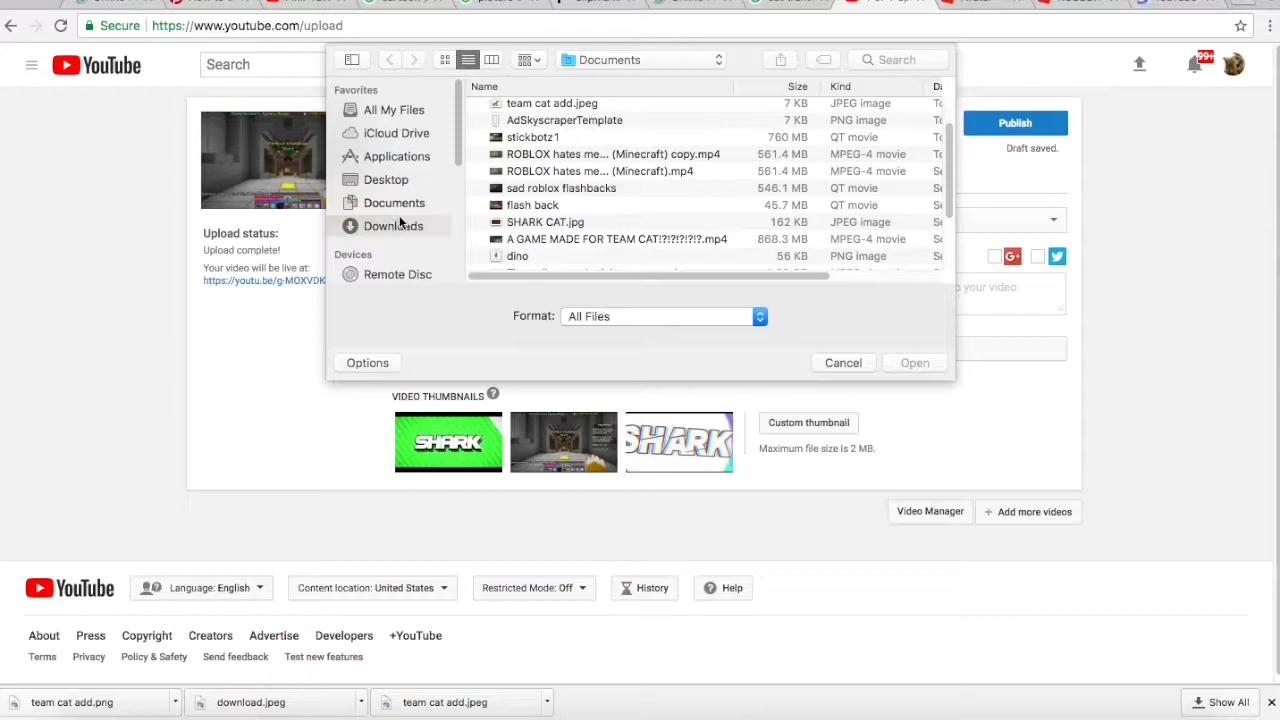 Secure https://www.youtube.com/upload
YouTube
Search
99+
Documents
Search
Favorites
All My Files
iCloud Drive
Applications
Desktop
Documents
Downloads
Devices
Remote Disc
Name Size Kind
team cat add.jpeg 7 KB JPEG image
AdSkyscraperTemplate 7 KB PNG image
stickbotz1 760 MB QT movie
ROBLOX hates me... (Minecraft) copy.mp4 561.4 MB MPEG-4 movie
ROBLOX hates me... (Minecraft).mp4 561.4 MB MPEG-4 movie
sad roblox flashbacks 546.1 MB QT movie
flash back 45.7 MB QT movie
SHARK CAT.jpg 162 KB JPEG image
A GAME MADE FOR TEAM CAT!?!?!?!?.mp4 868.3 MB MPEG-4 movie
dino 56 KB PNG image
Format: All Files
Options Cancel Open
Publish
Draft saved.
G+
your video
Upload status:
Upload complete!
Your video will be live at:
https://youtu.be/g-MOXVDK
VIDEO THUMBNAILS ?
SHARK
SHARK
Custom thumbnail
Maximum file size is 2 MB.
Video Manager + Add more videos
YouTube Language: English Content location: United States Restricted Mode: Off History Help
About Press Copyright Creators Advertise Developers +YouTube
Terms Privacy Policy & Safety Send feedback Test new features
team cat add.png download.jpeg team cat add.jpeg Show All